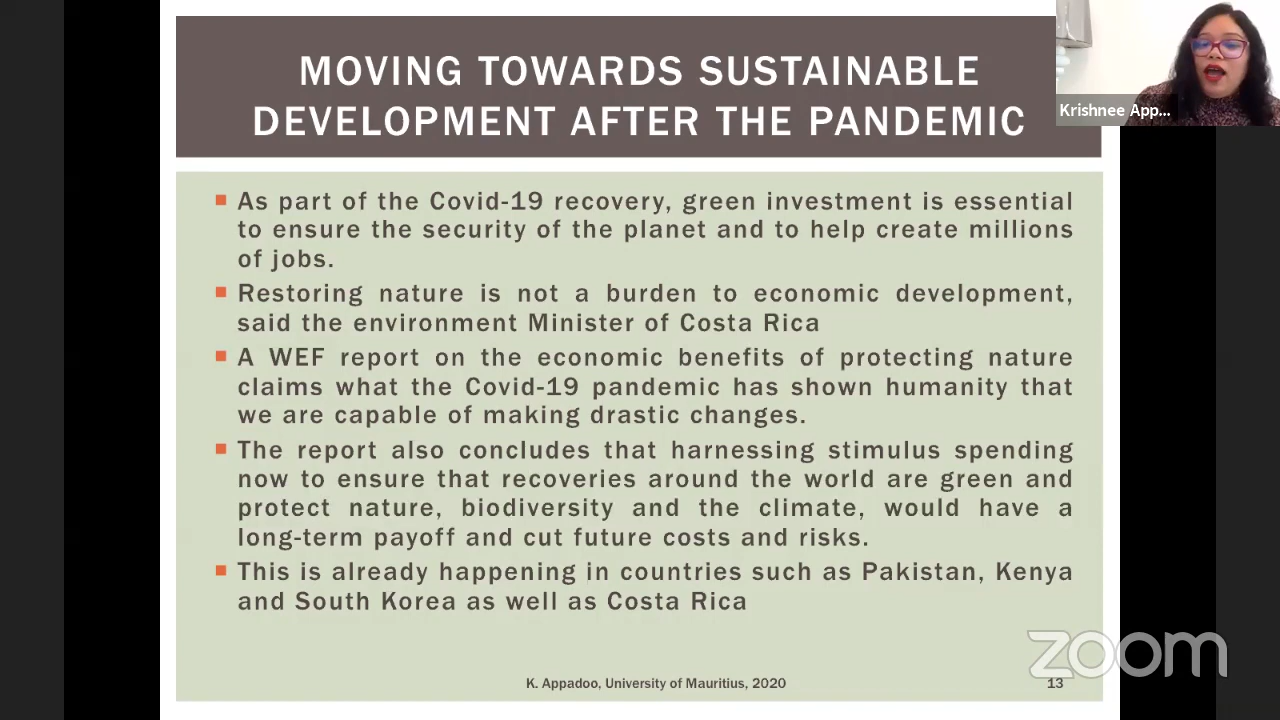 MOVING TOWARDS SUSTAINABLE
DEVELOPMENT AFTER THE PANDEMIC
Krishnee App...
As part of the Covid-19 recovery, green investment is essential
to ensure the security of the planet and to help create millions
of jobs.
Restoring nature is not a burden to economic development,
said the environment Minister of Costa Rica
A WEF report on the economic benefits of protecting nature
claims what the Covid-19 pandemic has shown humanity that
we are capable of making drastic changes.
The report also concludes that harnessing stimulus spending
now to ensure that recoveries around the world are green and
protect nature, biodiversity and the climate, would have a
long-term payoff and cut future costs and risks.
This is already happening in countries such as Pakistan, Kenya
and South Korea as well as Costa Rica
zoom
K. Appadoo, University of Mauritius, 2020
13